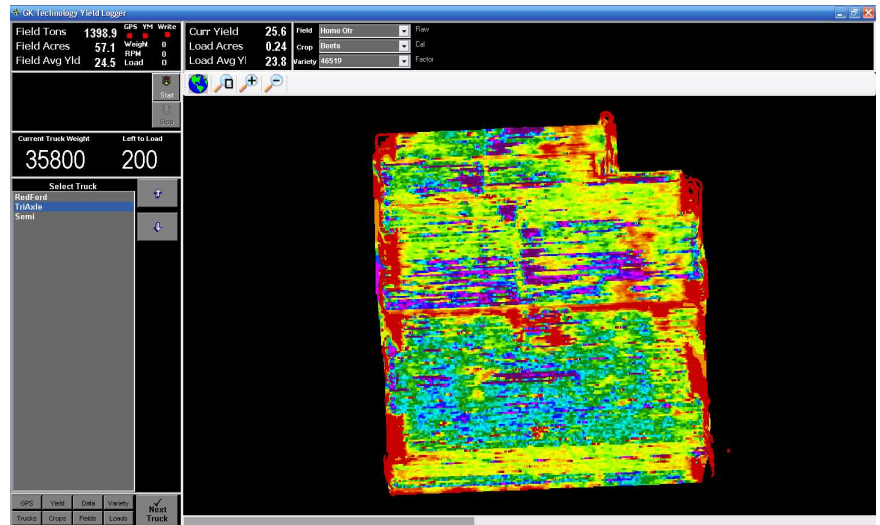 GK Technology Yield Logger
Field Tons 1398.9 GPS YM Write
Field Acres 57.1 Weight 0
RPM 0
Field Avg Yld 24.5 Load 0
Curr Yield 25.6
Load Acres 0.24
Load Avg Yl 23.8
Field Home Qtr Raw
Crop Beets Cal
Variety 46519 Factor
Start
Stop
Current Truck Weight Left to Load
35800 200
Select Truck
RedFord
TriAxle
Semi
GPS Yield Data Variety
Trucks Crops Fields Loads
Next
Truck